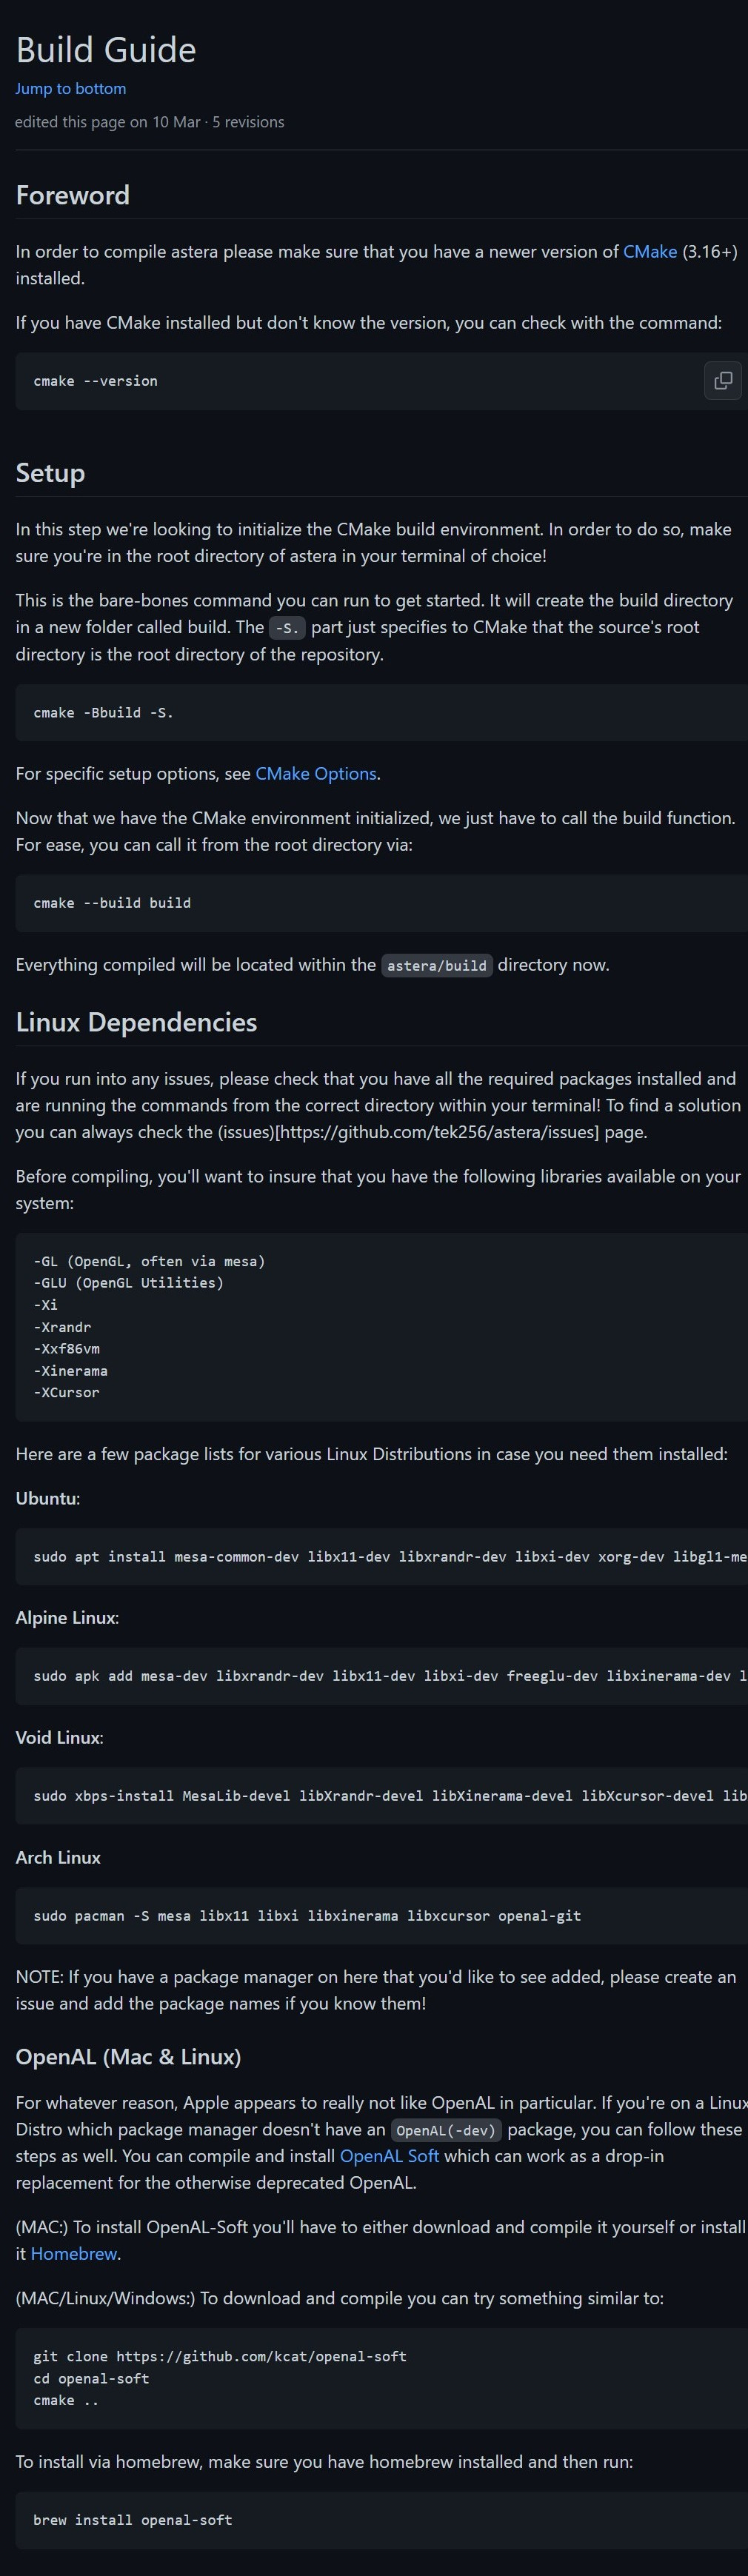 Build Guide
Jump to bottom
edited this page on 10 Mar · 5 revisions
Foreword
In order to compile astera please make sure that you have a newer version of CMake (3.16+)
installed.
If you have CMake installed but don't know the version, you can check with the command:
cmake --version
Setup
In this step we're looking to initialize the CMake build environment. In order to do so, make
sure you're in the root directory of astera in your terminal of choice!
This is the bare-bones command you can run to get started. It will create the build directory
in a new folder called build. The -S. part just specifies to CMake that the source's root
directory is the root directory of the repository.
cmake -Bbuild -S.
For specific setup options, see CMake Options.
Now that we have the CMake environment initialized, we just have to call the build function.
For ease, you can call it from the root directory via:
cmake --build build
Everything compiled will be located within the astera/build directory now.
Linux Dependencies
If you run into any issues, please check that you have all the required packages installed and
are running the commands from the correct directory within your terminal! To find a solution
you can always check the (issues)[https://github.com/tek256/astera/issues] page.
Before compiling, you'll want to insure that you have the following libraries available on your
system:
-GL (OpenGL, often via mesa)
-GLU (OpenGL Utilities)
-Xi
-Xrandr
-Xxf86vm
-Xinerama
-XCursor
Here are a few package lists for various Linux Distributions in case you need them installed:
Ubuntu:
sudo apt install mesa-common-dev libx11-dev libxrandr-dev libxi-dev xorg-dev libgl1-me
Alpine Linux:
sudo apk add mesa-dev libxrandr-dev libx11-dev libxi-dev freeglu-dev libxinerama-dev l
Void Linux:
sudo xbps-install MesaLib-devel libXrandr-devel libXinerama-devel libXcursor-devel lib
Arch Linux
sudo pacman -S mesa libx11 libxi libxinerama libxcursor openal-git
NOTE: If you have a package manager on here that you'd like to see added, please create an
issue and add the package names if you know them!
OpenAL (Mac & Linux)
For whatever reason, Apple appears to really not like OpenAL in particular. If you're on a Linux
Distro which package manager doesn't have an OpenAL(-dev) package, you can follow these
steps as well. You can compile and install OpenAL Soft which can work as a drop-in
replacement for the otherwise deprecated OpenAL.
(MAC:) To install OpenAL-Soft you'll have to either download and compile it yourself or install
it Homebrew.
(MAC/Linux/Windows:) To download and compile you can try something similar to:
git clone https://github.com/kcat/openal-soft
cd openal-soft
cmake ..
To install via homebrew, make sure you have homebrew installed and then run:
brew install openal-soft